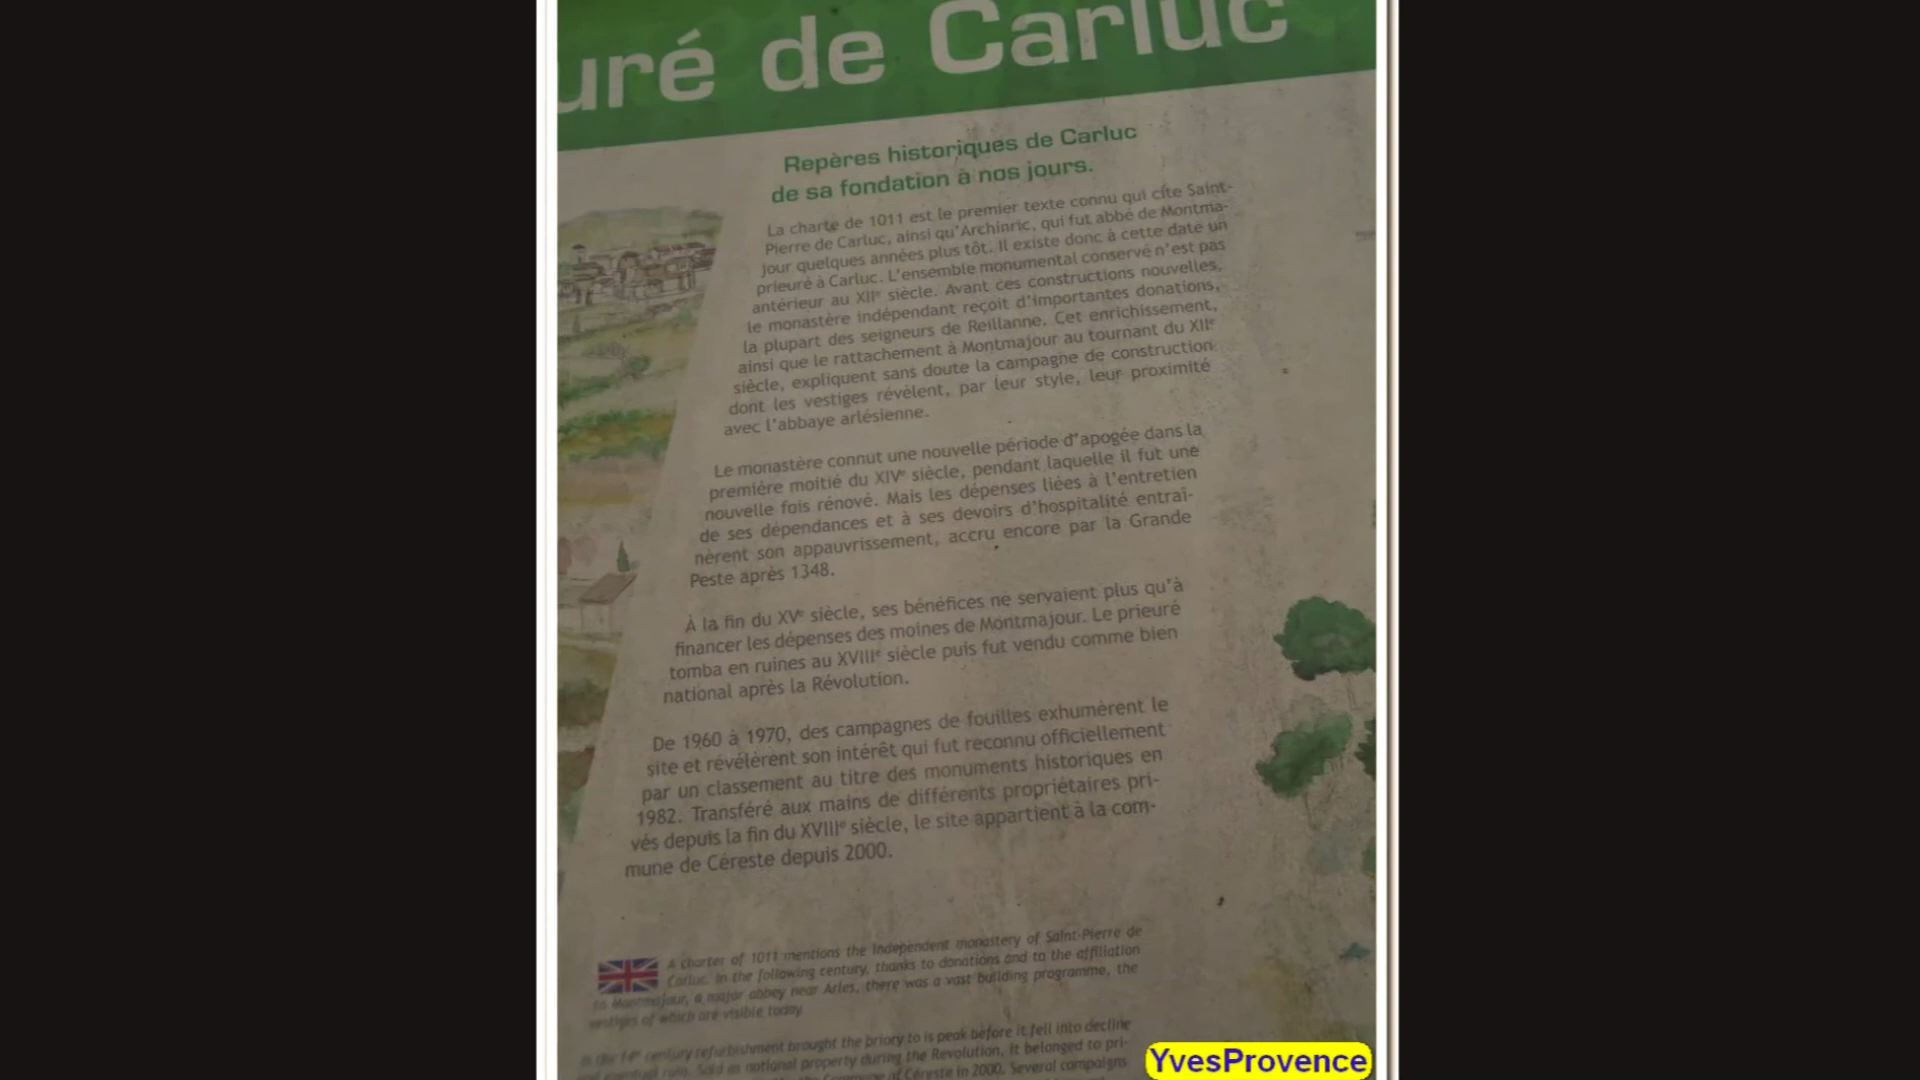 uré de Carluc
Repères historiques de Carluc
de sa fondation à nos jours.
La charte de 1011 est le premier texte connu qui cite Saint-
Pierre de Carluc, ainsi qu'Archinric, qui fut abbé de Montma-
jour quelques années plus tôt. Il existe donc à cette date un
prieuré à Carluc. L'ensemble monumental conservé n'est pas
antérieur au XIIe siècle. Avant ces constructions nouvelles,
le monastère indépendant reçoit d'importantes donations,
la plupart des seigneurs de Reillanne. Cet enrichissement,
ainsi que le rattachement à Montmajour au tournant du XIIe
siècle, expliquent sans doute la campagne de construction
dont les vestiges révèlent, par leur style, leur proximité
avec l'abbaye arlésienne.
Le monastère connut une nouvelle période d'apogée dans la
première moitié du XIVe siècle, pendant laquelle il fut une
nouvelle fois rénové. Mais les dépenses liées à l'entretien
de ses dépendances et à ses devoirs d'hospitalité entraî-
nèrent son appauvrissement, accru encore par la Grande
Peste après 1348.
À la fin du XVe siècle, ses bénéfices ne servaient plus qu'à
financer les dépenses des moines de Montmajour. Le prieuré
tomba en ruines au XVIIIe siècle puis fut vendu comme bien
national après la Révolution.
De 1960 à 1970, des campagnes de fouilles exhumèrent le
site et révélèrent son intérêt qui fut reconnu officiellement
par un classement au titre des monuments historiques en
1982. Transféré aux mains de différents propriétaires pri-
vés depuis la fin du XVIIIe siècle, le site appartient à la com-
mune de Céreste depuis 2000.
A charter of 1011 mentions the independent monastery of Saint-Pierre de
Carluc. In the following century, thanks to donations and to the affiliation
to Montmajour, a major abbey near Arles, there was a vast building programme, the
vestiges of which are visible today.
In the 14th century refurbishment brought the priory to is peak before it fell into decline
and eventual ruin. Sold as national property during the Revolution, it belonged to pri-
Commune of Céreste in 2000. Several campaigns
YvesProvence